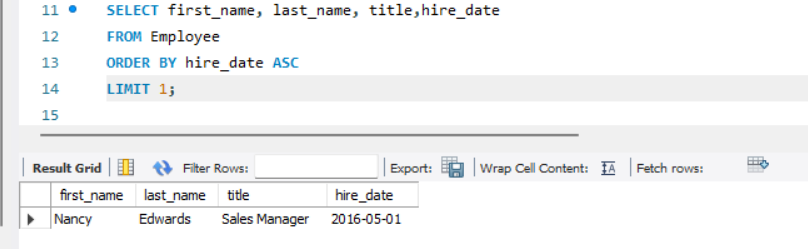 11 SELECT first_name, last_name, title,hire_date
12 FROM Employee
13 ORDER BY hire_date ASC
14 LIMIT 1;
15
Result Grid Filter Rows: Export: Wrap Cell Content: IA Fetch rows:
first_name last_name title hire_date
Nancy Edwards Sales Manager 2016-05-01